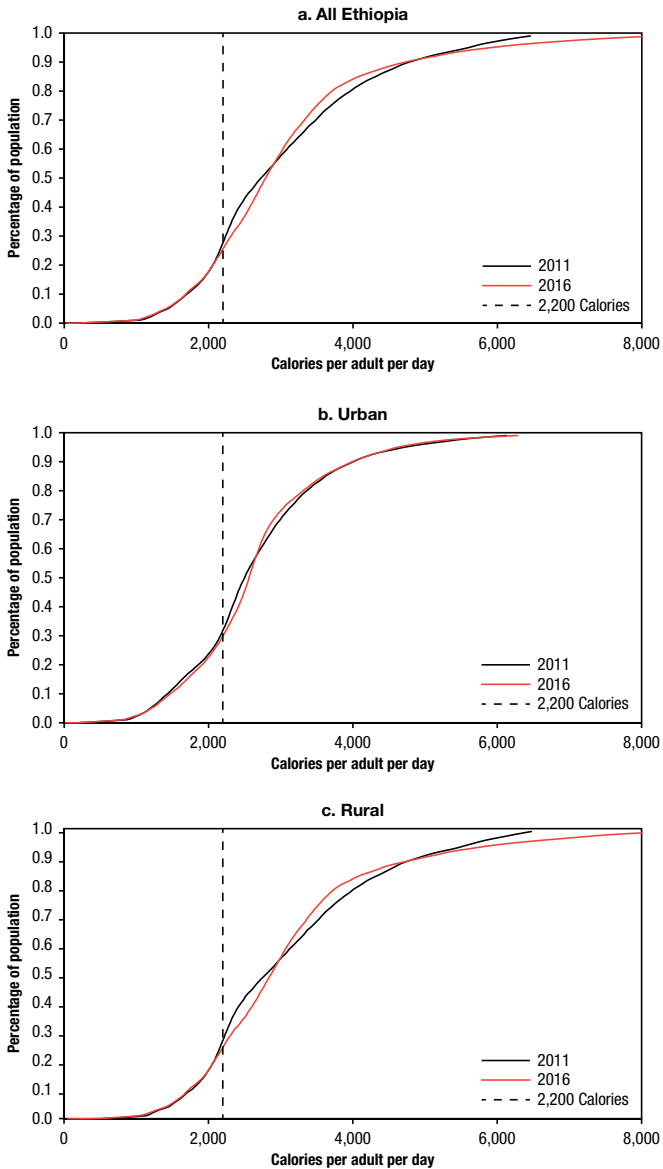 a. All Ethiopia
Percentage of population
1.0
0.9
0.8
0.7
0.6
0.5
0.4
0.3
0.2
0.1
0.0
2011
2016
2,200 Calories
0 2,000 4,000 6,000 8,000
Calories per adult per day
b. Urban
Percentage of population
1.0
0.9
0.8
0.7
0.6
0.5
0.4
0.3
0.2
0.1
0.0
2011
2016
2,200 Calories
0 2,000 4,000 6,000 8,000
Calories per adult per day
c. Rural
Percentage of population
1.0
0.9
0.8
0.7
0.6
0.5
0.4
0.3
0.2
0.1
0.0
2011
2016
2,200 Calories
0 2,000 4,000 6,000 8,000
Calories per adult per day